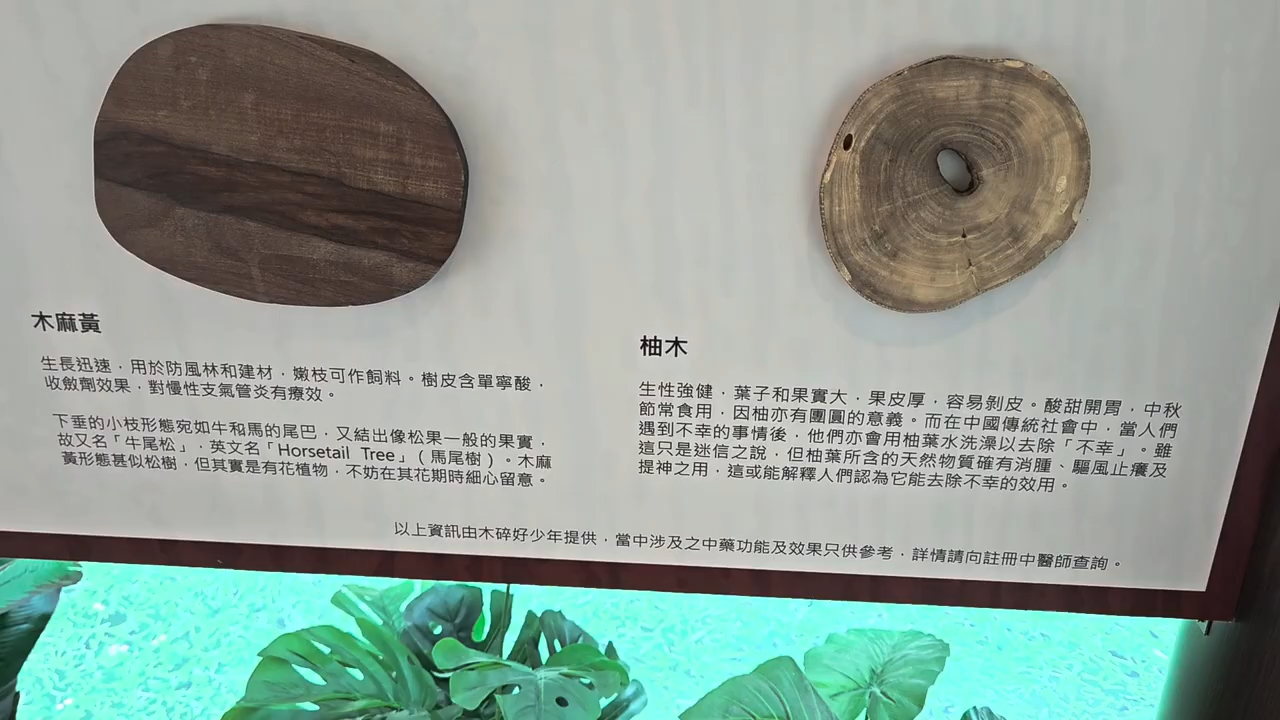 木麻黃
生長迅速，用於防風林和建材，嫩枝可作飼料。樹皮含單寧酸，
收斂劑效果，對慢性支氣管炎有療效。
下垂的小枝形態宛如牛和馬的尾巴，又結出像松果一般的果實，
故又名「牛尾松」，英文名「Horsetail Tree」（馬尾樹）。木麻
黃形態甚似松樹，但其實是有花植物，不妨在其花期時細心留意。
柚木
生性強健，葉子和果實大，果皮厚，容易剝皮。酸甜開胃，中秋
節常食用，因柚亦有團圓的意義。而在中國傳統社會中，當人們
遇到不幸的事情後，他們亦會用柚葉水洗澡以去除「不幸」。雖
這只是迷信之說，但柚葉所含的天然物質確有消腫、驅風止癢及
提神之用，這或能解釋人們認為它能去除不幸的效用。
以上資訊由木碎好少年提供，當中涉及之中藥功能及效果只供參考，詳情請向註冊中醫師查詢。